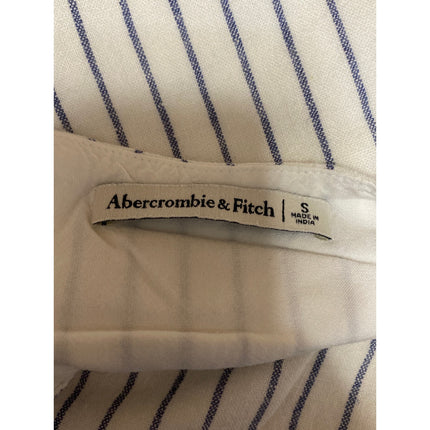 Abercrombie & Fitch | S
MADE IN
INDIA